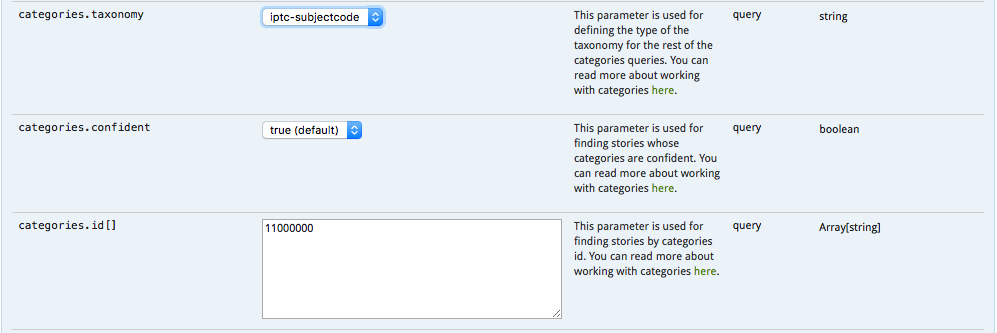 categories.taxonomy
iptc-subjectcode
This parameter is used for
defining the type of the
taxonomy for the rest of the
categories queries. You can
read more about working
with categories here.
query
string
categories.confident
true (default)
This parameter is used for
finding stories whose
categories are confident. You
can read more about working
with categories here.
query
boolean
categories.id[]
11000000
This parameter is used for
finding stories by categories
id. You can read more about
working with categories here.
query
Array[string]